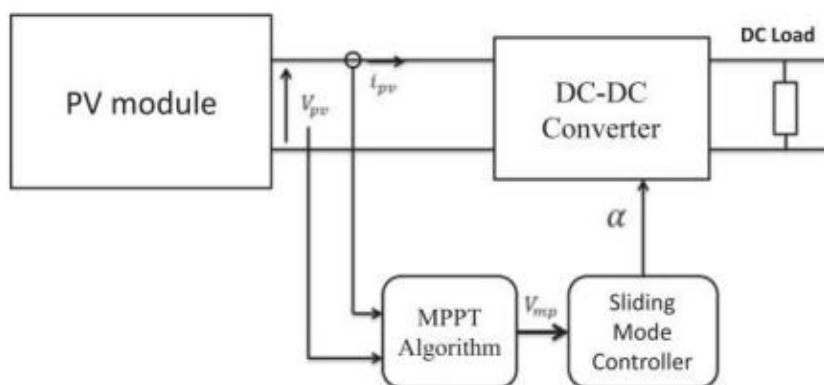 DC Load
PV module
V_pv
i_pv
DC-DC
Converter
α
MPPT
Algorithm
V_mp
Sliding
Mode
Controller